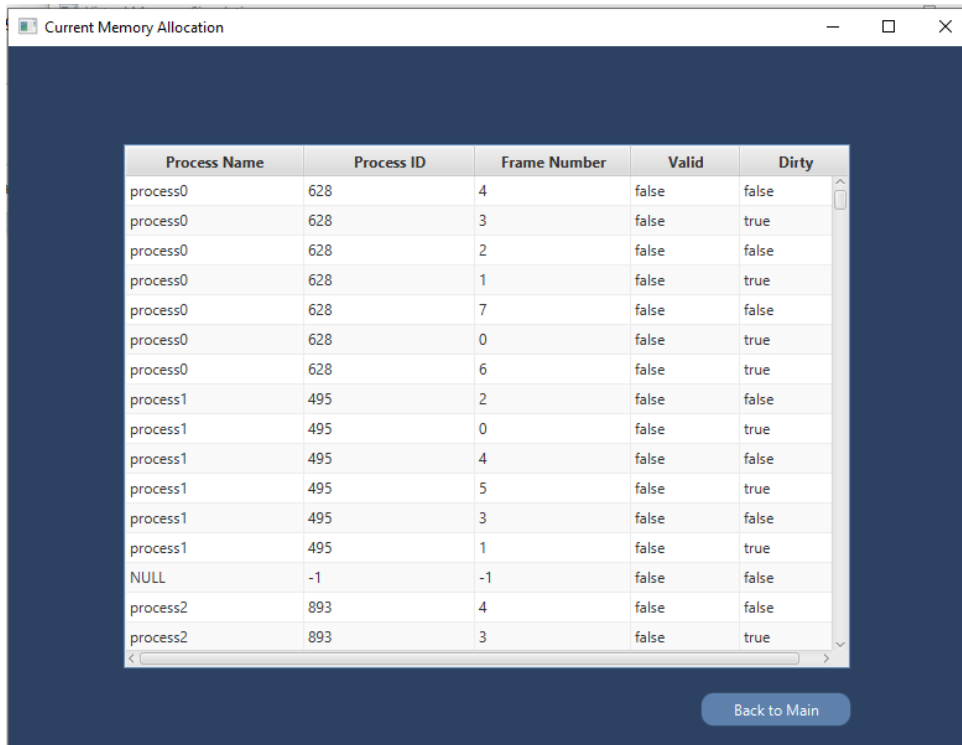 Current Memory Allocation
Process Name Process ID Frame Number Valid Dirty
process0 628 4 false false
process0 628 3 false true
process0 628 2 false false
process0 628 1 false true
process0 628 7 false false
process0 628 0 false true
process0 628 6 false true
process1 495 2 false false
process1 495 0 false true
process1 495 4 false false
process1 495 5 false true
process1 495 3 false false
process1 495 1 false true
NULL -1 -1 false false
process2 893 4 false false
process2 893 3 false true
Back to Main